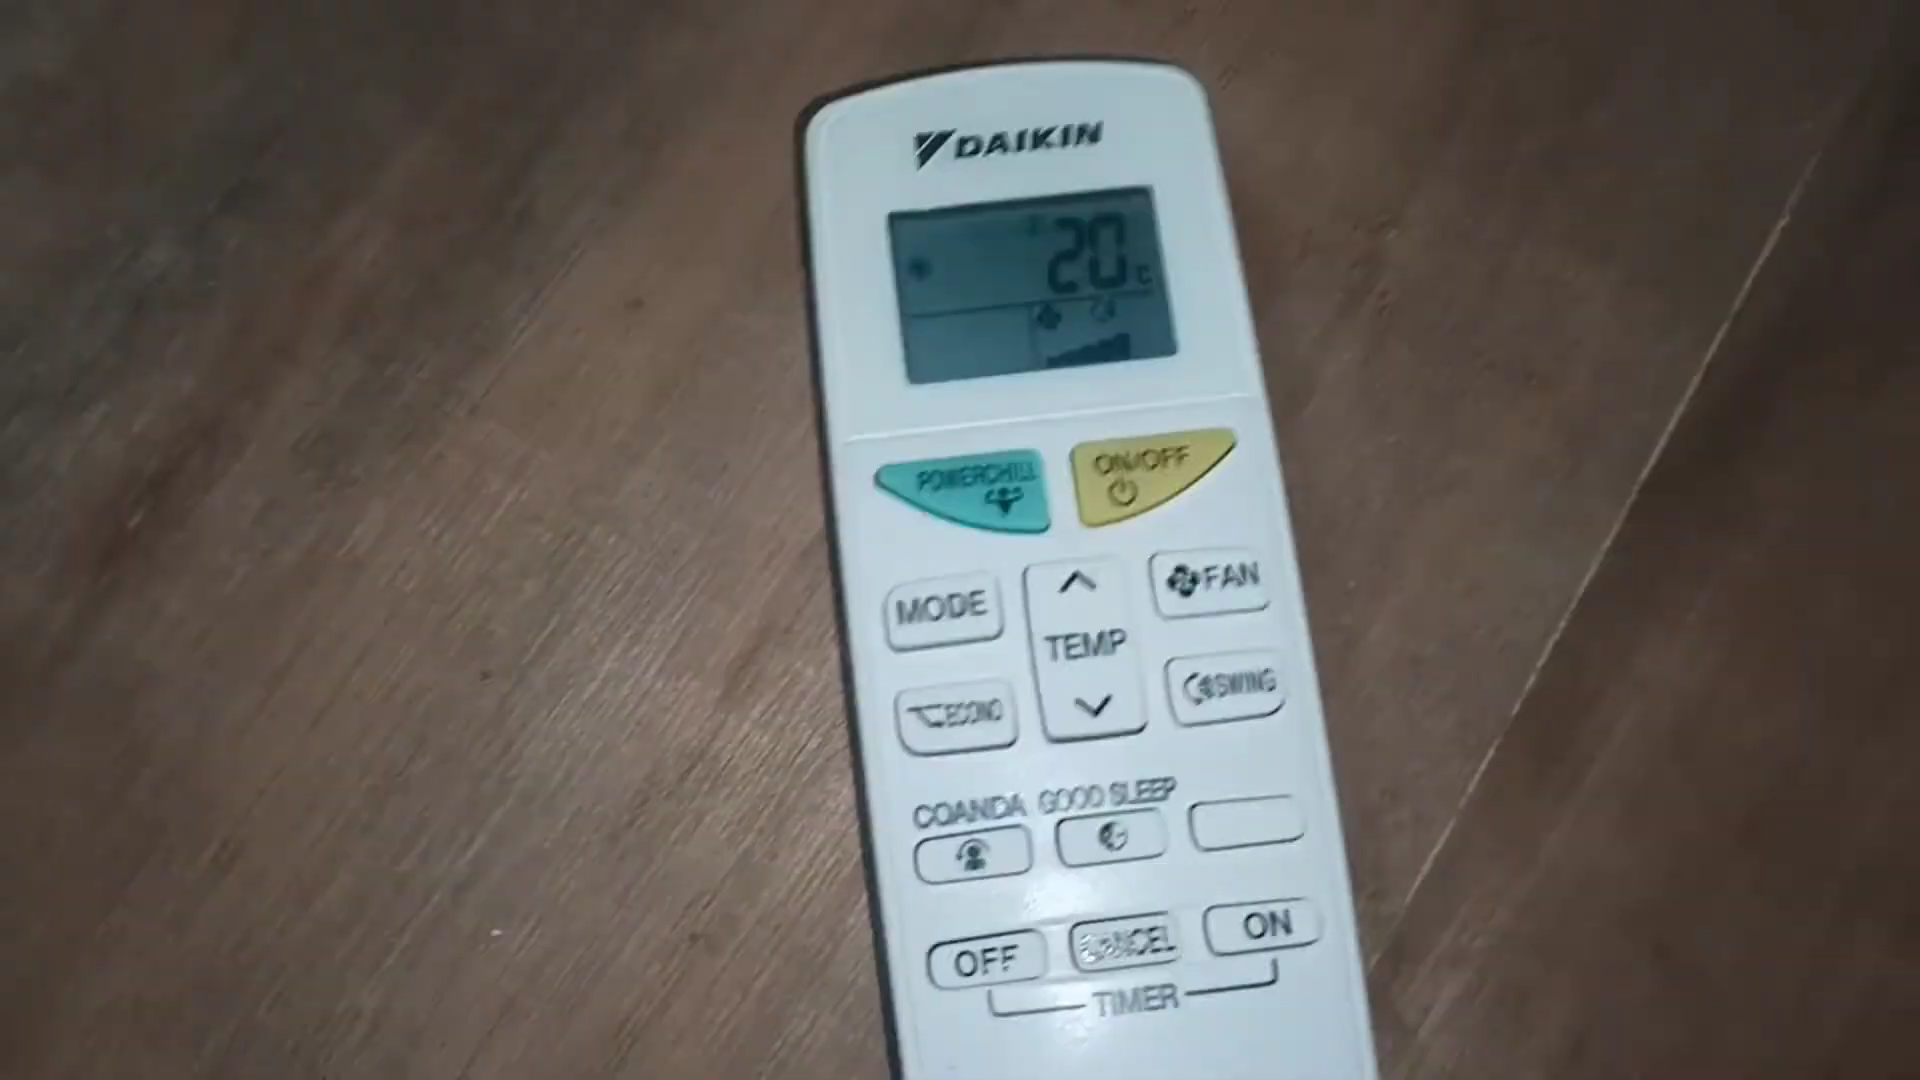 DAIKIN
20 C
POWERCHILL
ON/OFF
MODE
TEMP
FAN
ECONO
SWING
COANDA
GOOD SLEEP
OFF
CANCEL
ON
TIMER